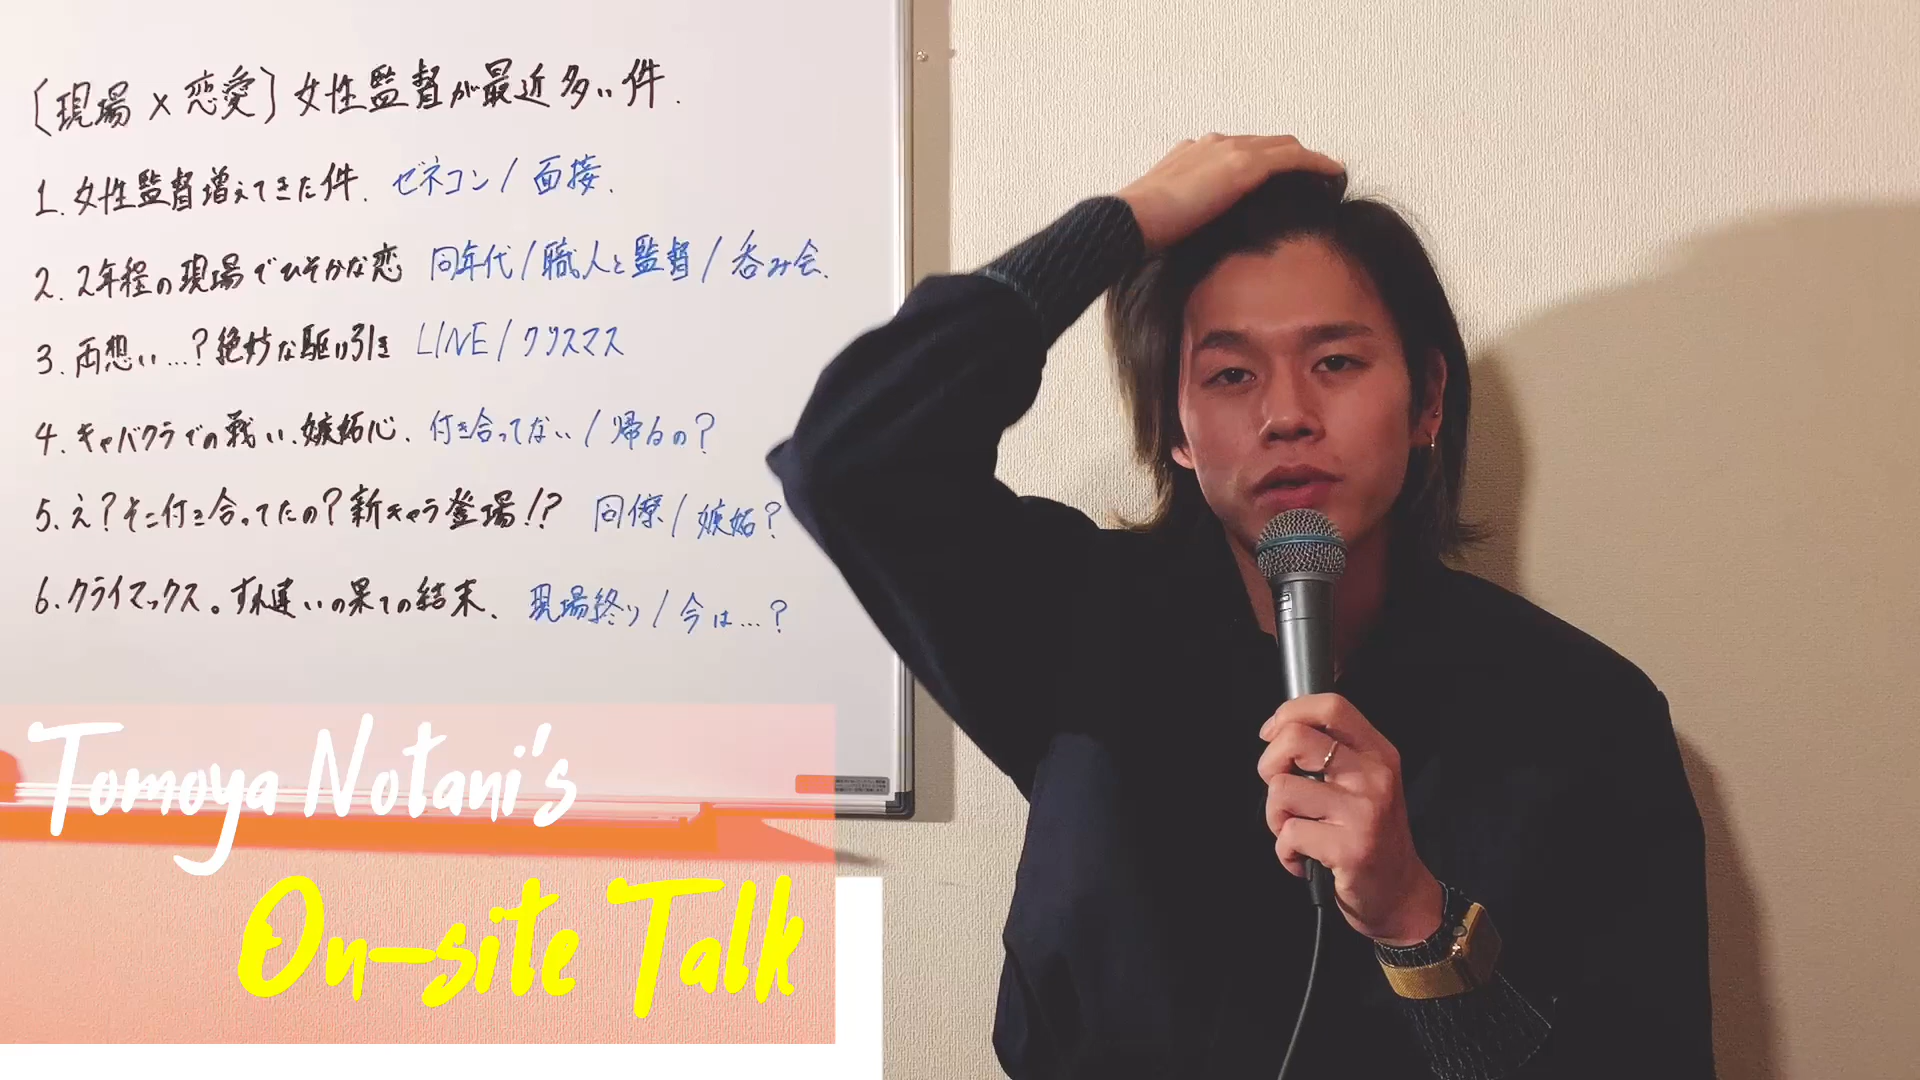 〔現場×恋愛〕女性監督が最近多い件.
1. 女性監督増えてきた件. ゼネコン/面接.
2. 2年程の現場でひそかな恋 同年代/職人と監督/呑み会.
3. 両想い…?絶妙な駆け引き LINE/クリスマス
4. キャバクラでの戦い. 嫉妬心. 付き合ってない/帰るの?
5. え?そこ付き合ってたの?新キャラ登場!? 同僚/嫉妬?
6. クライマックス。すれ違いの果ての結末. 現場終り/今は…?
Tomoya Notani's
On-site Talk